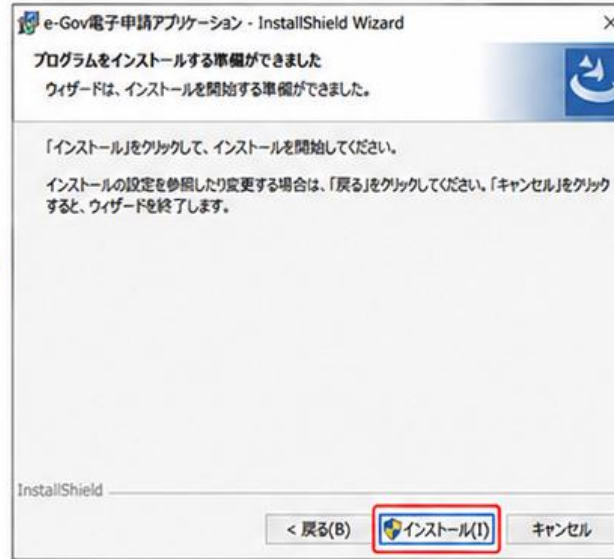 e-Gov電子申請アプリケーション - InstallShield Wizard
プログラムをインストールする準備ができました
ウィザードは、インストールを開始する準備ができました。
「インストール」をクリックして、インストールを開始してください。
インストールの設定を参照したり変更する場合は、「戻る」をクリックしてください。「キャンセル」をクリック
すると、ウィザードを終了します。
InstallShield
< 戻る(B) インストール(I) キャンセル